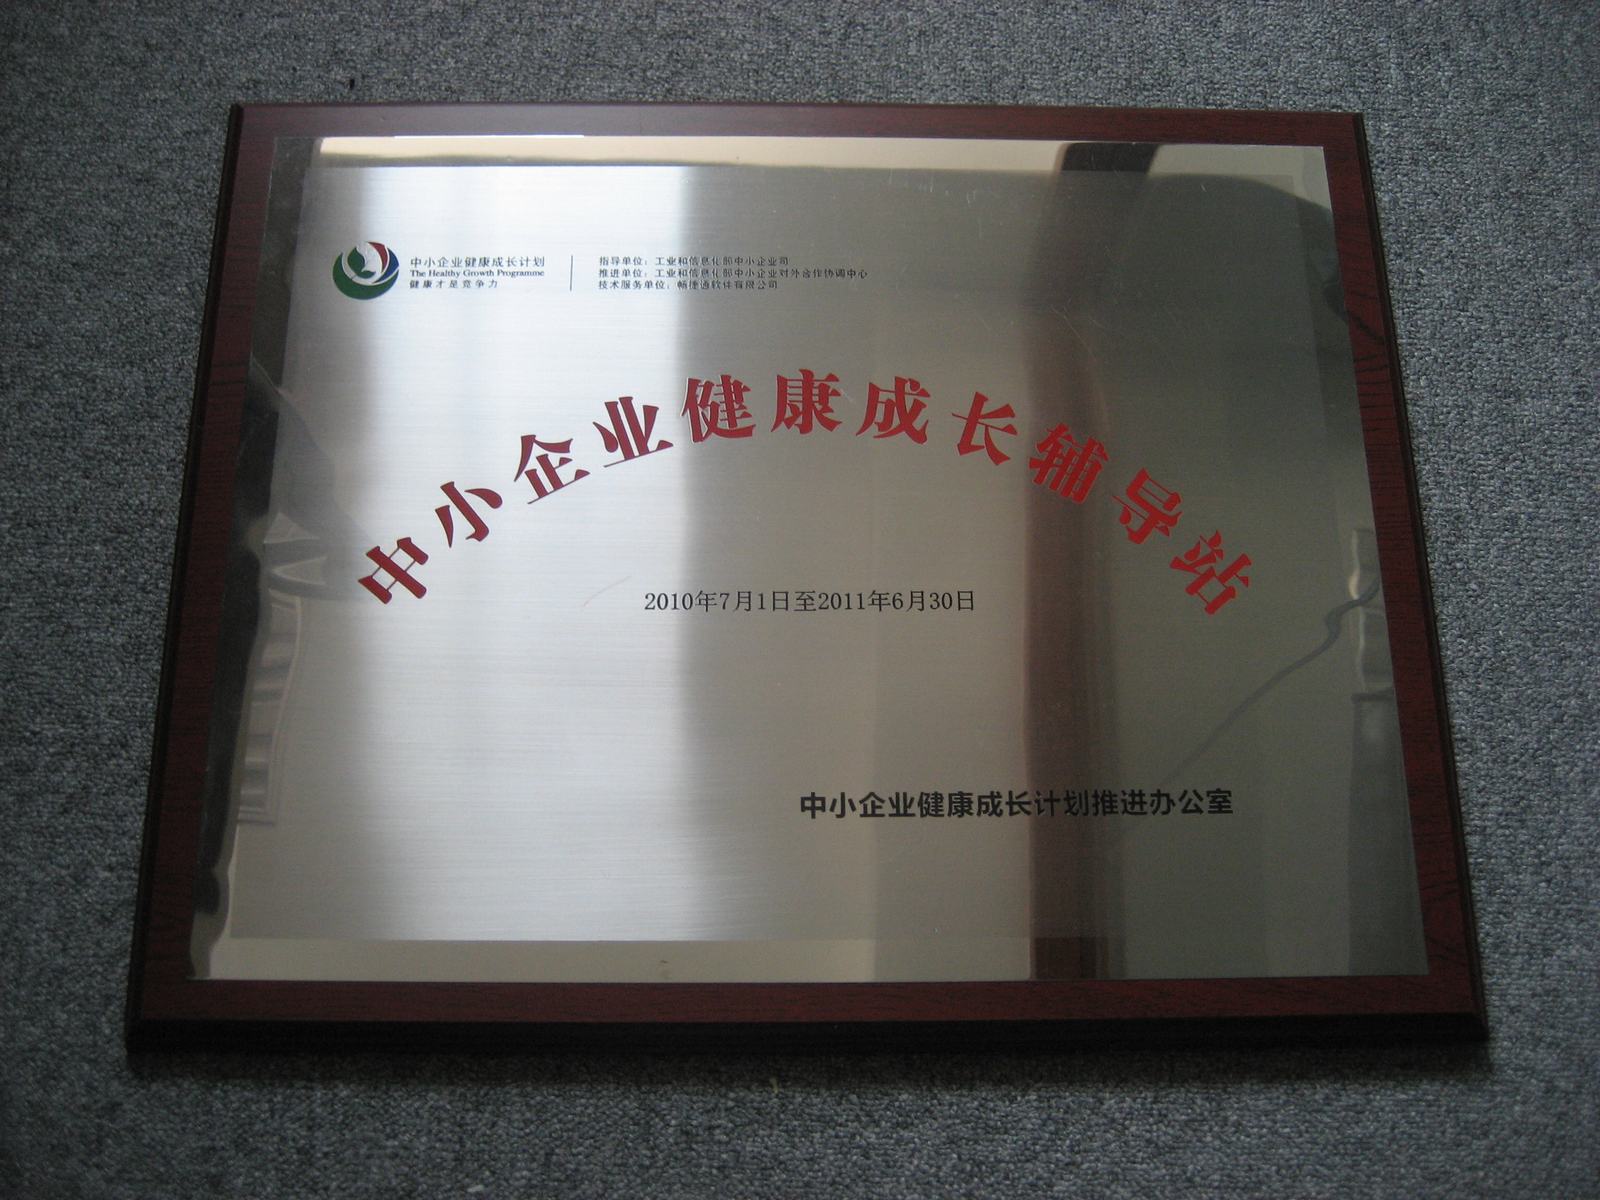 中小企业健康成长计划
The Healthy Growth Programme
健康才是竞争力
指导单位：工业和信息化部中小企业司
推进单位：工业和信息化部中小企业对外合作协调中心
技术服务单位：畅捷通软件有限公司
中小企业健康成长辅导站
2010年7月1日至2011年6月30日
中小企业健康成长计划推进办公室